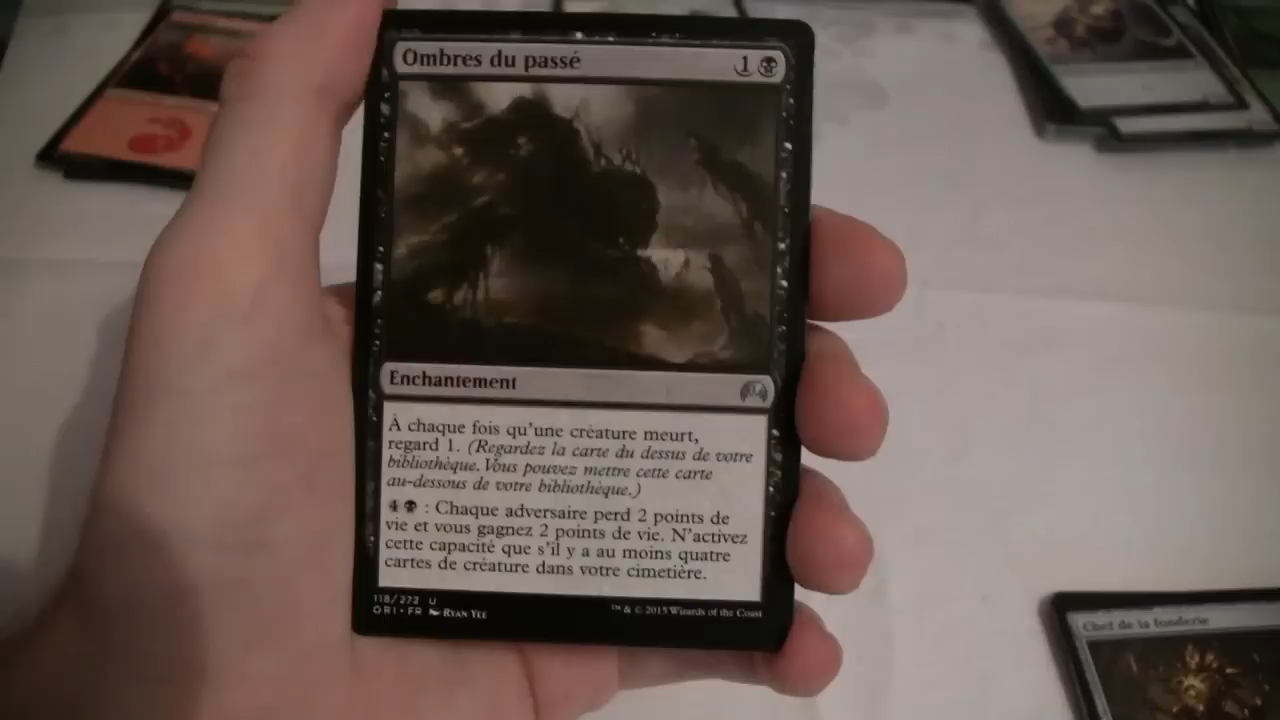 Ombres du passé 1
Enchantement
À chaque fois qu'une créature meurt,
regard 1. (Regardez la carte du dessus de votre
bibliothèque. Vous pouvez mettre cette carte
au-dessous de votre bibliothèque.)
4 : Chaque adversaire perd 2 points de
vie et vous gagnez 2 points de vie. N'activez
cette capacité que s'il y a au moins quatre
cartes de créature dans votre cimetière.
118/272 U
ORI • FR Ryan Yee
™ & © 2015 Wizards of the Coast
Chef de la fonderie